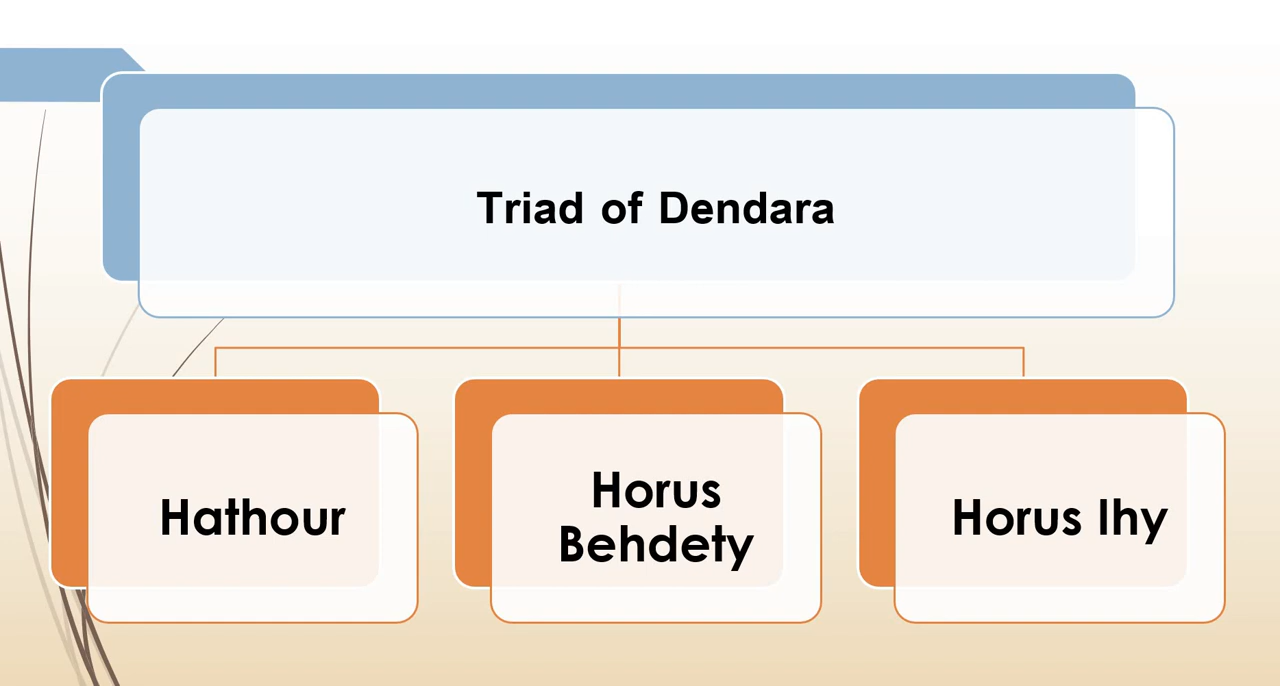 Triad of Dendara
Hathour
Horus
Behdety
Horus Ihy